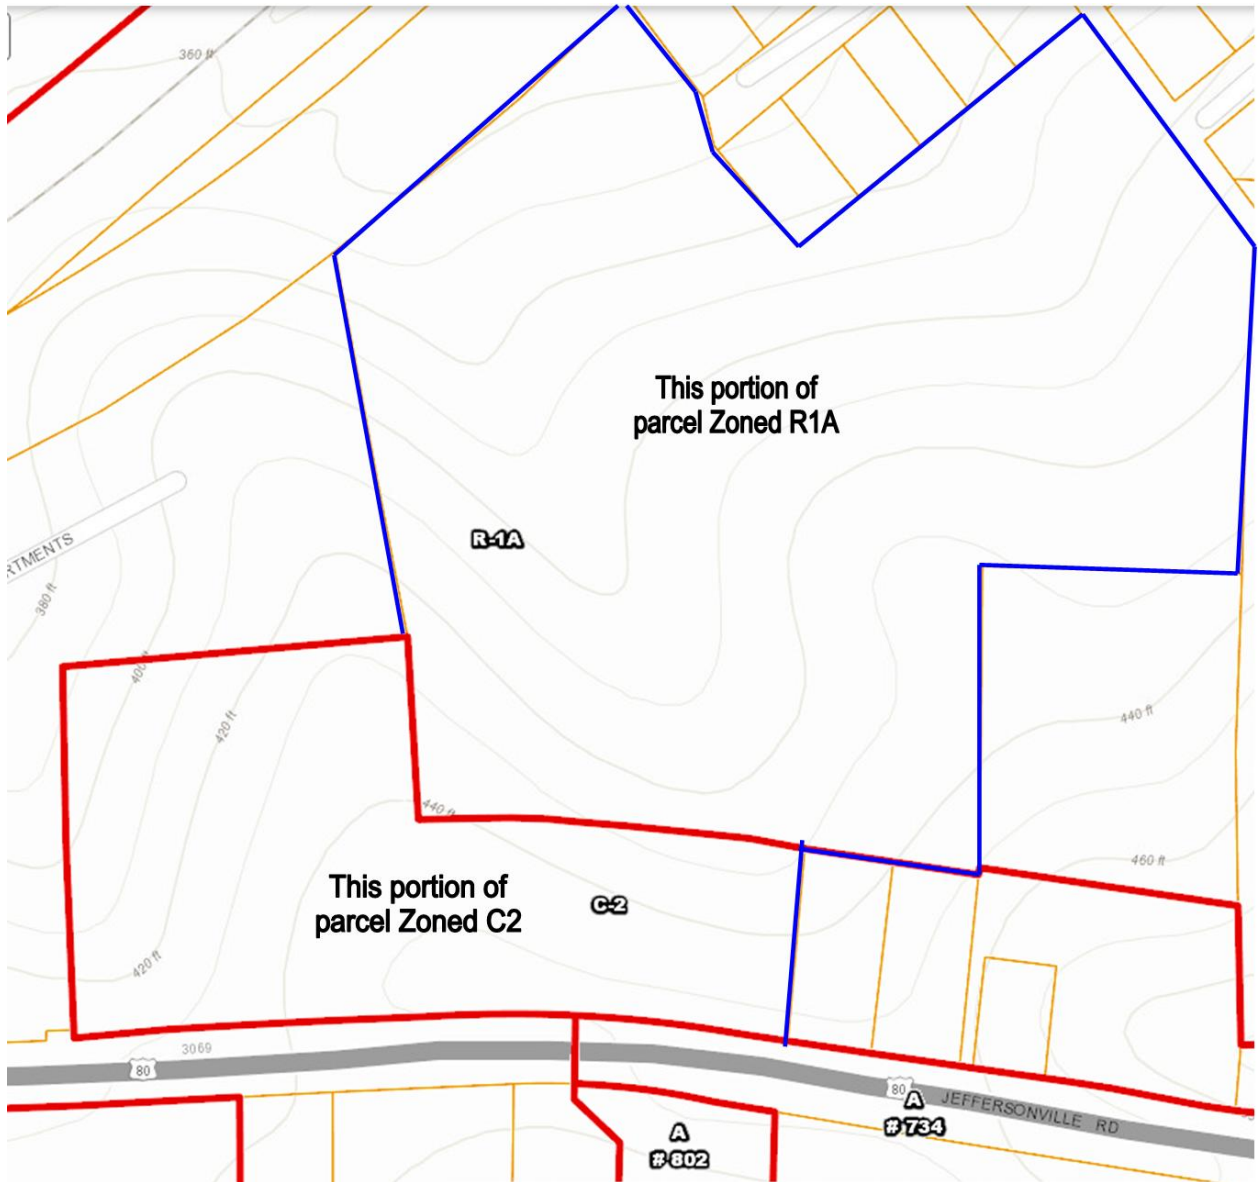 360 ft
This portion of
parcel Zoned R1A
R-1A
RTMENTS
380 ft
400 ft
420 ft
440 ft
440 ft
460 ft
This portion of
parcel Zoned C2
C-2
420 ft
3069
80
80
JEFFERSONVILLE RD
A
# 734
A
# 802